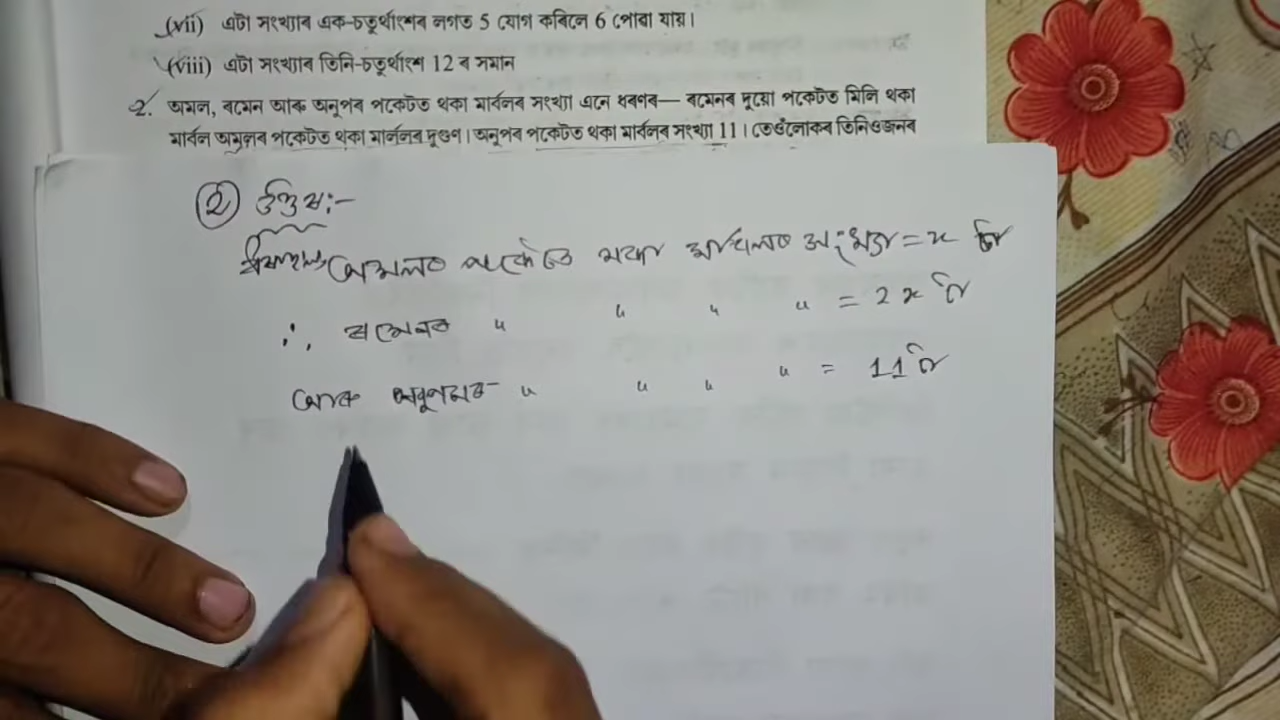 (vii) এটা সংখ্যাৰ এক-চতুৰ্থাংশৰ লগত 5 যোগ কৰিলে 6 পোৱা যায়।
(viii) এটা সংখ্যাৰ তিনি-চতুৰ্থাংশ 12 ৰ সমান
2. অমল, ৰমেন আৰু অনুপৰ পকেটত থকা মাৰ্বলৰ সংখ্যা এনে ধৰণৰ— ৰমেনৰ দুয়ো পকেটত মিলি থকা
মাৰ্বল অমলৰ পকেটত থকা মাৰ্বলৰ দুগুণ। অনুপৰ পকেটত থকা মাৰ্বলৰ সংখ্যা 11। তেওঁলোকৰ তিনিওজনৰ
(2) উত্তৰ:-
অমলৰ পকেটত থকা মাৰ্বলৰ সংখ্যা = x টা
∴ ৰমেনৰ " " " " = 2x টা
আৰু অনুপৰ " " " " = 11 টা